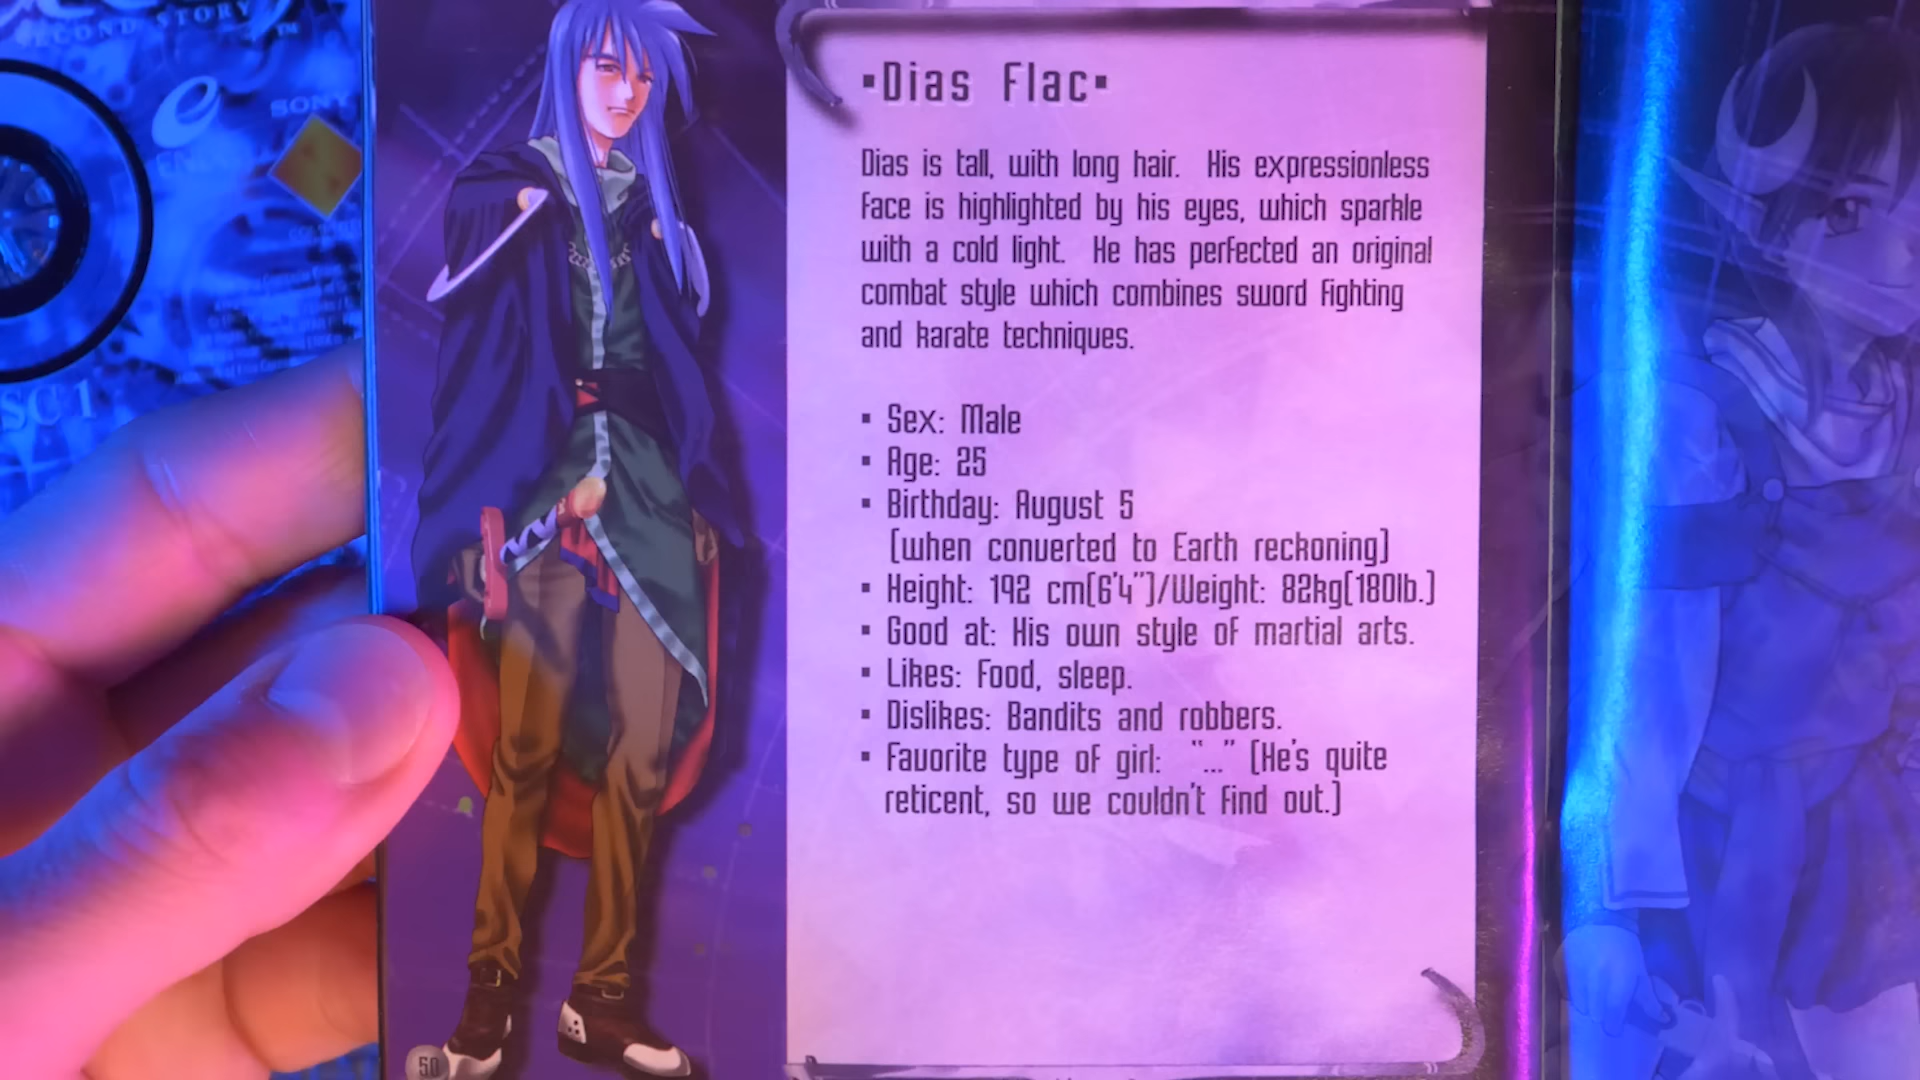 SECOND STORY™
ENIX
SONY
DISC 1
▪Dias Flac▪
Dias is tall, with long hair. His expressionless
face is highlighted by his eyes, which sparkle
with a cold light. He has perfected an original
combat style which combines sword fighting
and karate techniques.
▪ Sex: Male
▪ Age: 25
▪ Birthday: August 5
(when converted to Earth reckoning)
▪ Height: 192 cm(6'4")/Weight: 82kg(180lb.)
▪ Good at: His own style of martial arts.
▪ Likes: Food, sleep.
▪ Dislikes: Bandits and robbers.
▪ Favorite type of girl: "..." (He's quite
reticent, so we couldn't find out.)
50